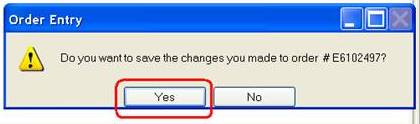 Order Entry
Do you want to save the changes you made to order # E6102497?
Yes
No